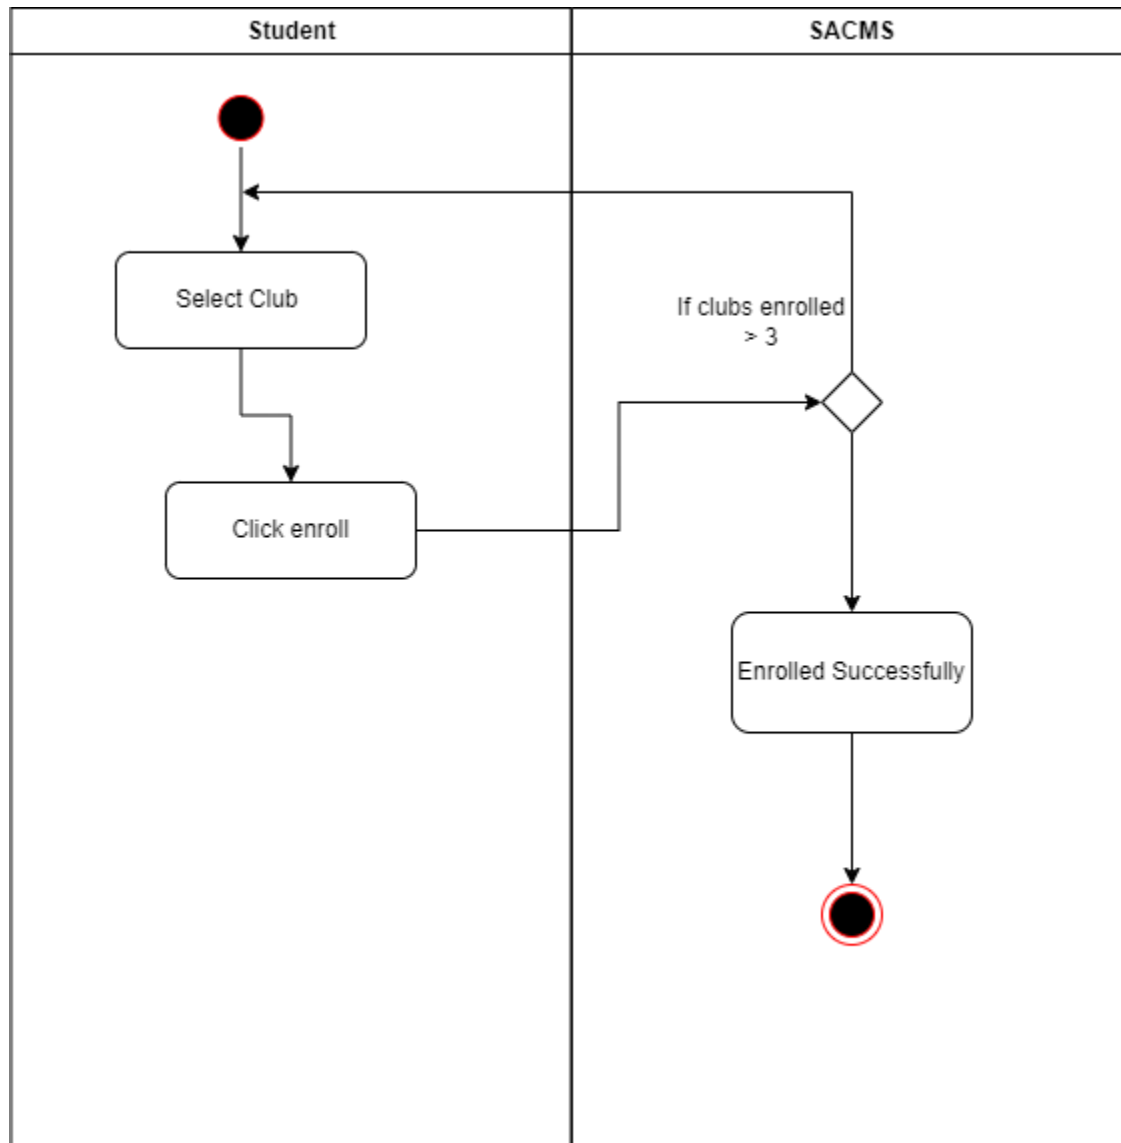 Student
SACMS
Select Club
If clubs enrolled
> 3
Click enroll
Enrolled Successfully